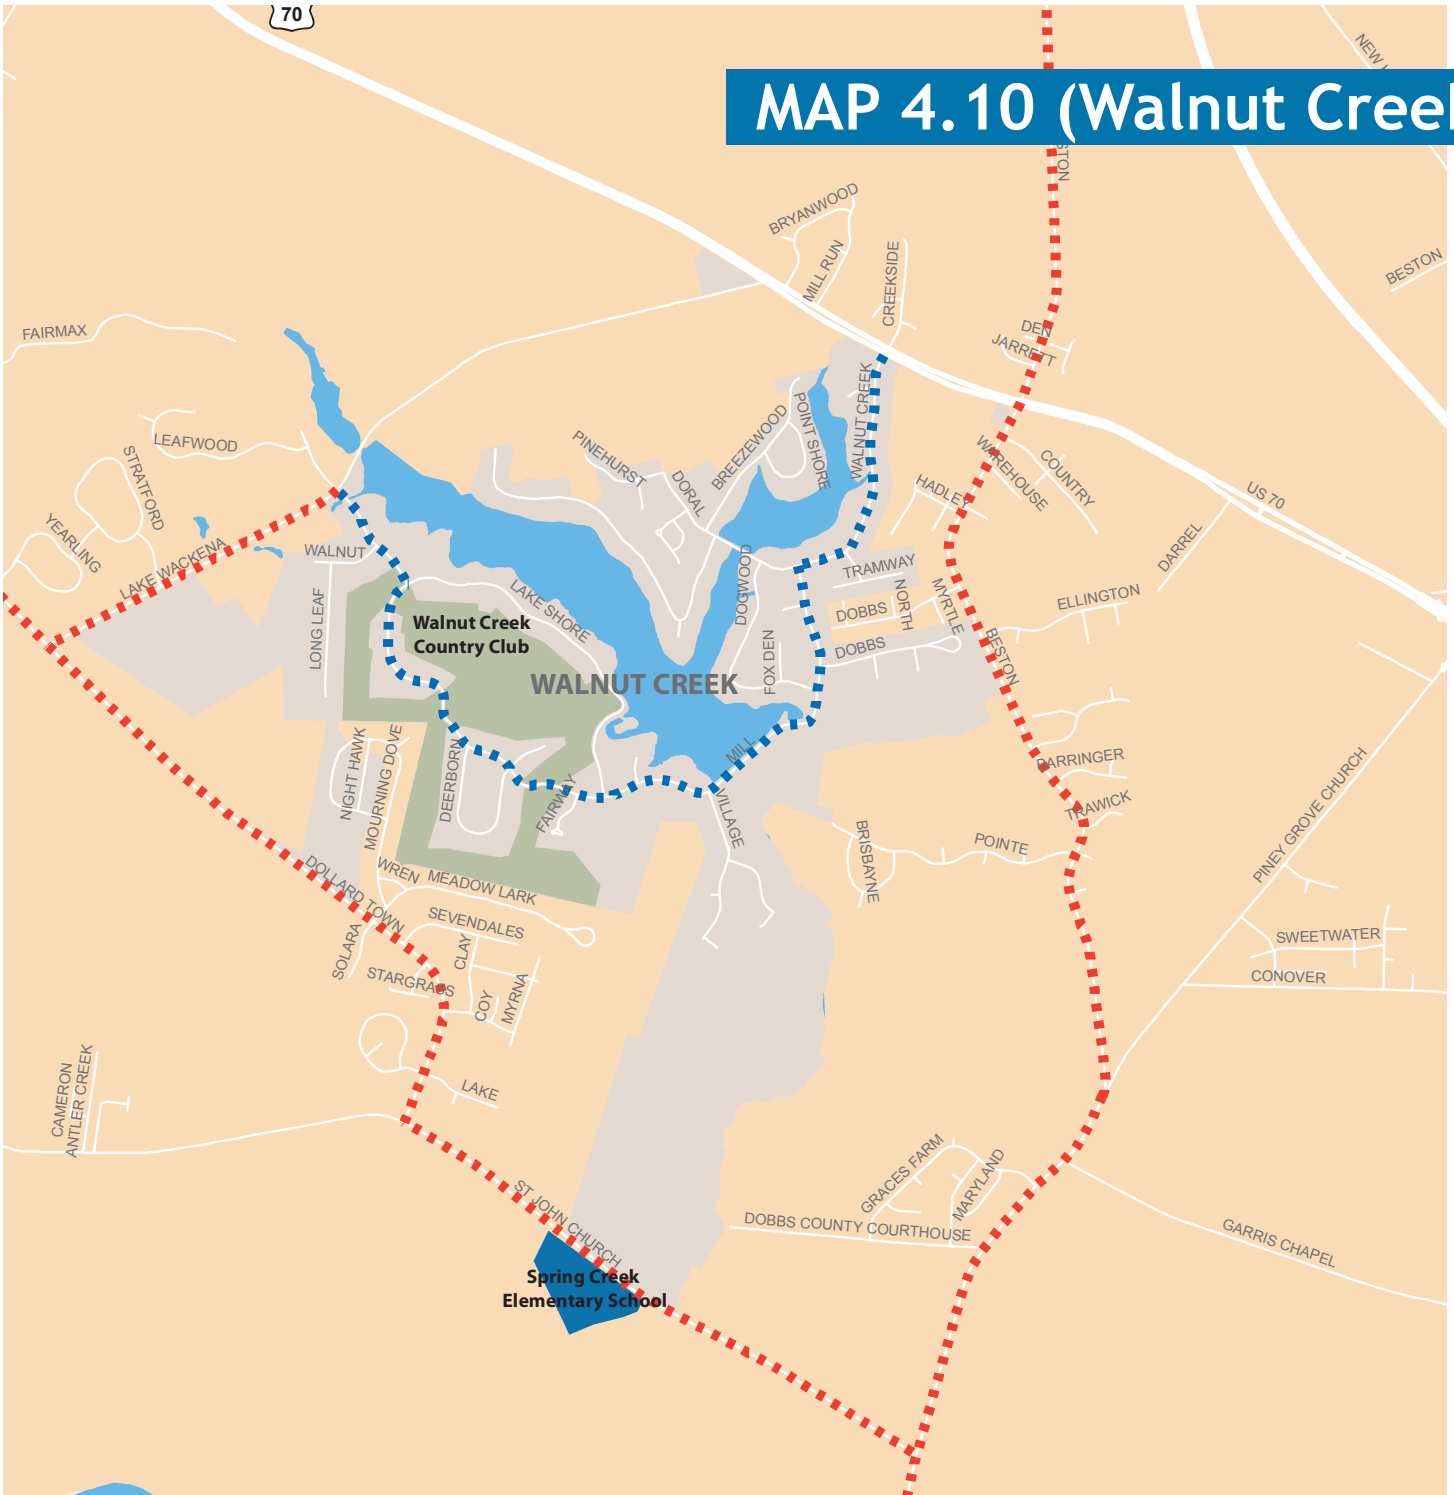 70
NEW
MAP 4.10 (Walnut Cree
STON
BRYANWOOD
MILL RUN
CREEKSIDE
BESTON
FAIRMAX
DEN
JARRETT
LEAFWOOD
STRATFORD
YEARLING
LAKE WACKENA
PINEHURST
DORAL
BREEZEWOOD
POINT SHORE
WALNUT CREEK
WAREHOUSE
COUNTRY
HADLEY
US 70
DARREL
WALNUT
LONG LEAF
LAKE SHORE
DOGWOOD
TRAMWAY
NORTH
MYRTLE
DOBBS
DOBBS
ELLINGTON
BESTON
Walnut Creek
Country Club
WALNUT CREEK
FOX DEN
MILL
NIGHT HAWK
MOURNING DOVE
DEERBORN
FAIRWAY
VILLAGE
BARRINGER
TRAWICK
PINEY GROVE CHURCH
BRISBAYNE
POINTE
DOLLARD TOWN
WREN
MEADOW LARK
SEVENDALES
SOLARA
STARGRASS
CLAY
COY
MYRNA
SWEETWATER
CONOVER
CAMERON
ANTLER CREEK
LAKE
GRACES FARM
MARYLAND
DOBBS COUNTY COURTHOUSE
GARRIS CHAPEL
ST JOHN CHURCH
Spring Creek
Elementary School